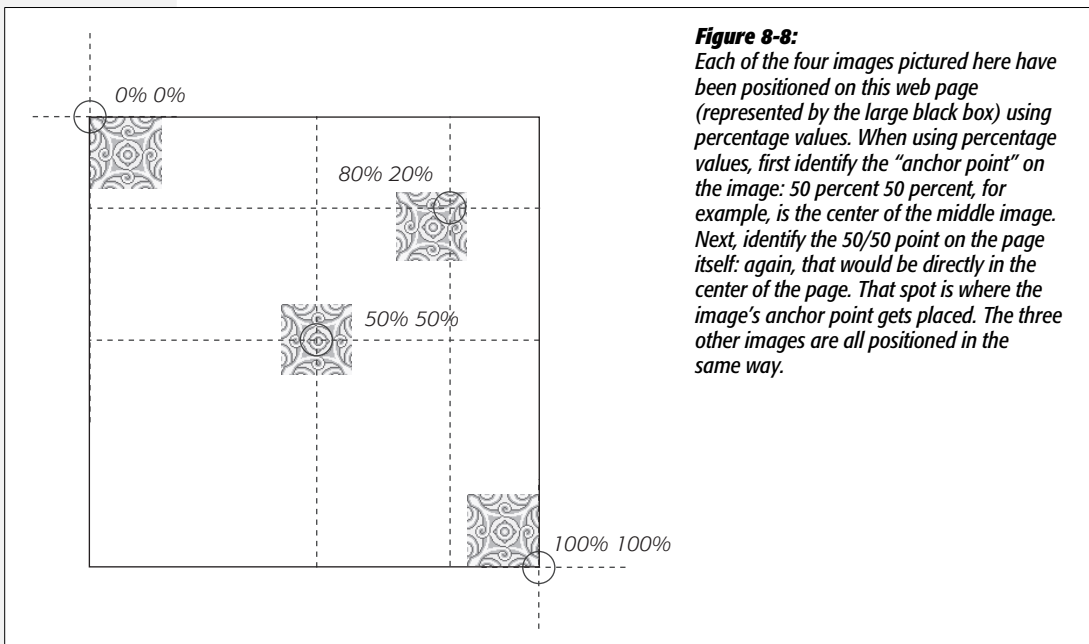 0% 0%
80% 20%
50% 50%
100% 100%
Figure 8-8:
Each of the four images pictured here have
been positioned on this web page
(represented by the large black box) using
percentage values. When using percentage
values, first identify the “anchor point” on
the image: 50 percent 50 percent, for
example, is the center of the middle image.
Next, identify the 50/50 point on the page
itself: again, that would be directly in the
center of the page. That spot is where the
image’s anchor point gets placed. The three
other images are all positioned in the
same way.